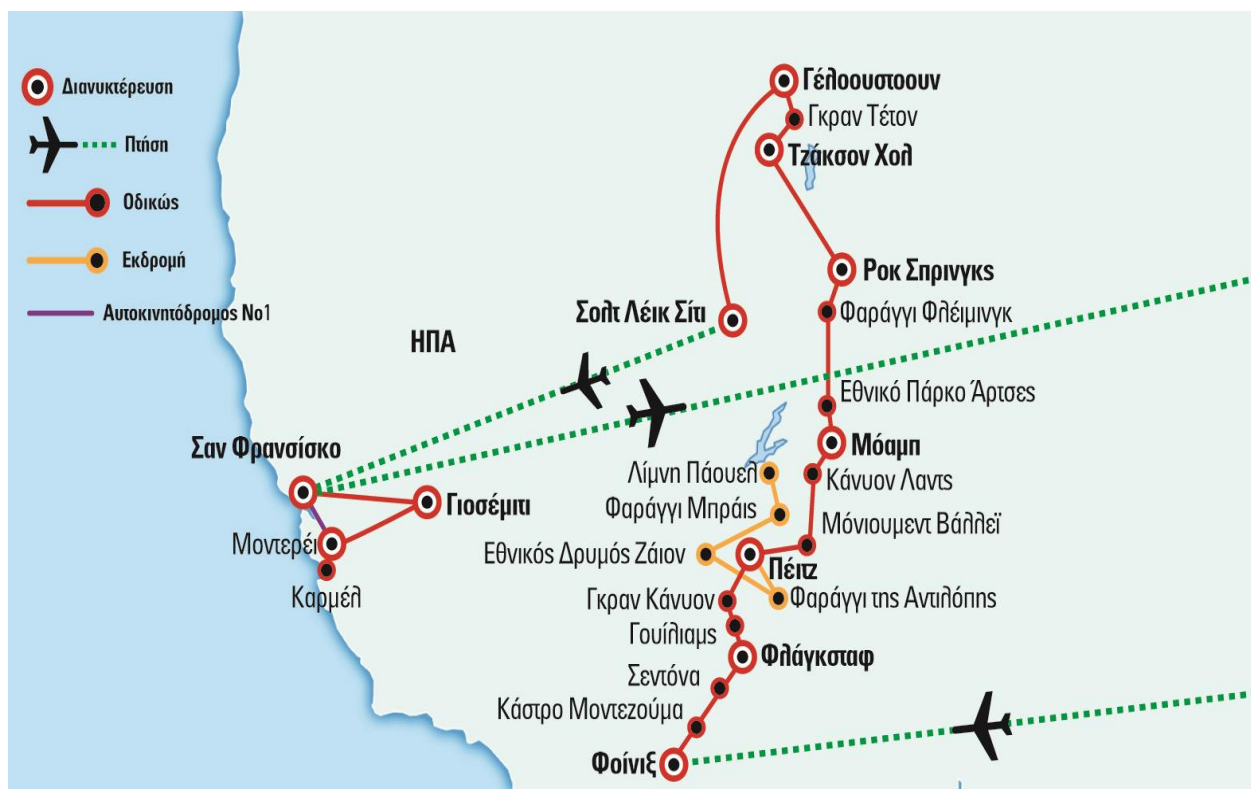 Διανυκτέρευση
Πτήση
Οδικώς
Εκδρομή
Αυτοκινητόδρομος Νο1
Γέλοουστοουν
Γκραν Τέτον
Τζάκσον Χολ
Ροκ Σπρινγκς
Φαράγγι Φλέιμινγκ
Σολτ Λέικ Σίτι
ΗΠΑ
Εθνικό Πάρκο Άρτσες
Μόαμπ
Σαν Φρανσίσκο
Λίμνη Πάουελ
Κάνυον Λαντς
Γιοσέμιτι
Φαράγγι Μπράις
Μόνιουμεντ Βάλλεϊ
Μοντερέι
Εθνικός Δρυμός Ζάιον
Πέιτζ
Καρμέλ
Γκραν Κάνυον
Φαράγγι της Αντιλόπης
Γουίλιαμς
Φλάγκσταφ
Σεντόνα
Κάστρο Μοντεζούμα
Φοίνιξ